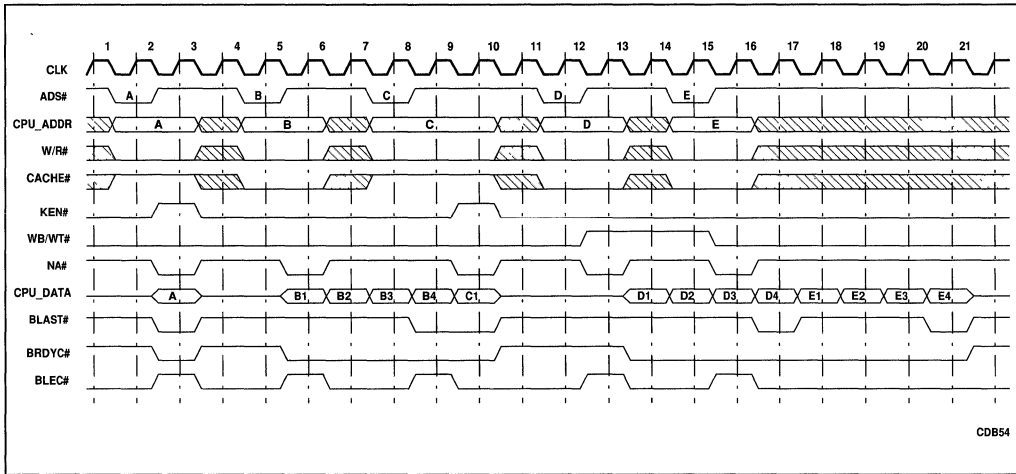 1 2 3 4 5 6 7 8 9 10 11 12 13 14 15 16 17 18 19 20 21
CLK
ADS# A B C D E
CPU_ADDR A B C D E
W/R#
CACHE#
KEN#
WB/WT#
NA#
CPU_DATA A B1 B2 B3 B4 C1 D1 D2 D3 D4 E1 E2 E3 E4
BLAST#
BRDYC#
BLEC#
CDB54